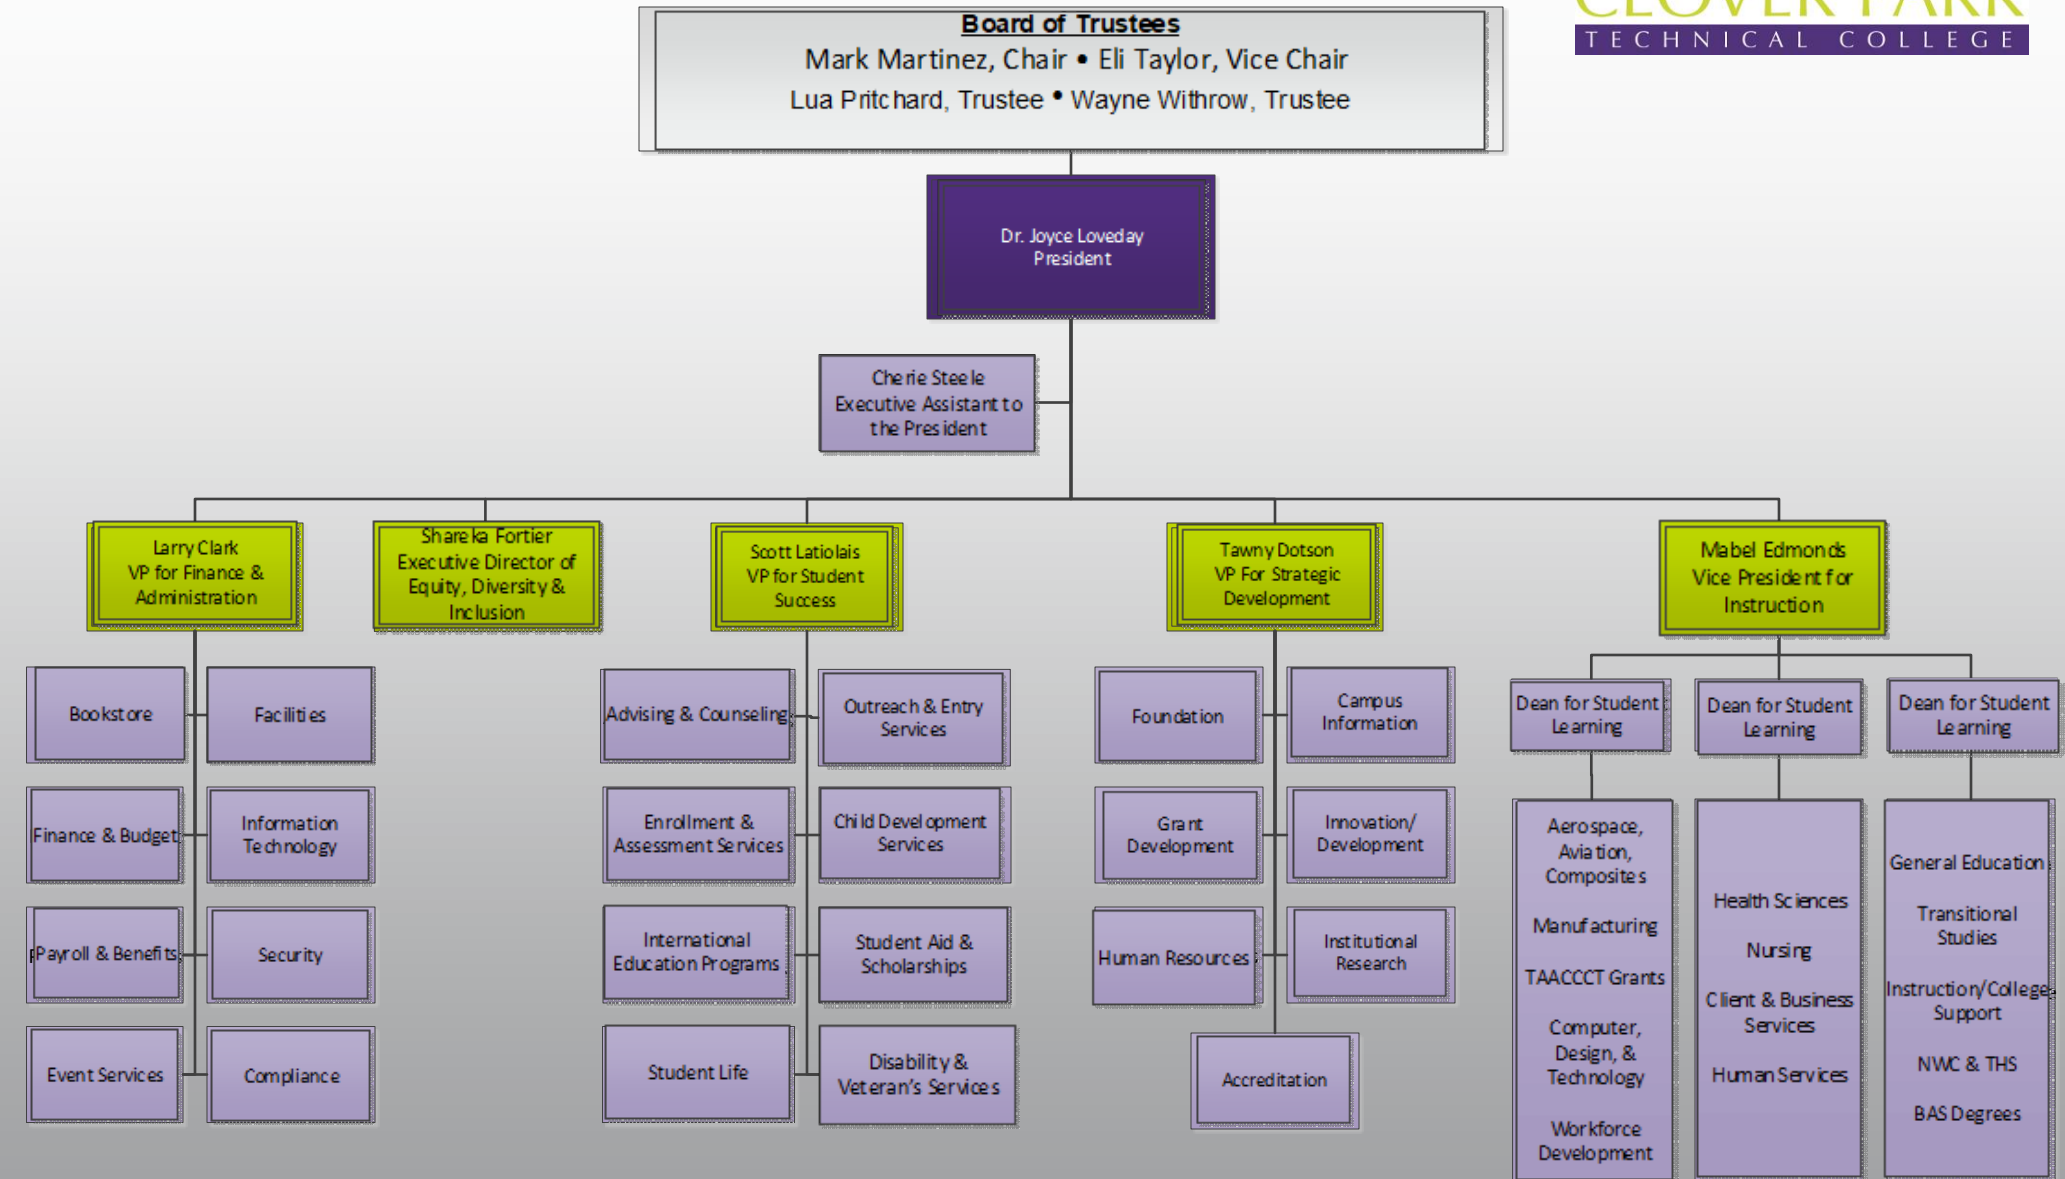 CLOVER PARK
TECHNICAL COLLEGE
Board of Trustees
Mark Martinez, Chair • Eli Taylor, Vice Chair
Lua Pritchard, Trustee • Wayne Withrow, Trustee
Dr. Joyce Loveday
President
Cherie Steele
Executive Assistant to
the President
Larry Clark
VP for Finance &
Administration
Shareka Fortier
Executive Director of
Equity, Diversity &
Inclusion
Scott Latiolais
VP for Student
Success
Tawny Dotson
VP For Strategic
Development
Mabel Edmonds
Vice President for
Instruction
Bookstore
Facilities
Finance & Budget
Information
Technology
Payroll & Benefits
Security
Event Services
Compliance
Advising & Counseling
Outreach & Entry
Services
Enrollment &
Assessment Services
Child Development
Services
International
Education Programs
Student Aid &
Scholarships
Student Life
Disability &
Veteran's Services
Foundation
Campus
Information
Grant
Development
Innovation/
Development
Human Resources
Institutional
Research
Accreditation
Dean for Student
Learning
Aerospace,
Aviation,
Composites
Manufacturing
TAACCCT Grants
Computer,
Design, &
Technology
Workforce
Development
Dean for Student
Learning
Health Sciences
Nursing
Client & Business
Services
Human Services
Dean for Student
Learning
General Education
Transitional
Studies
Instruction/College
Support
NWC & THS
BAS Degrees